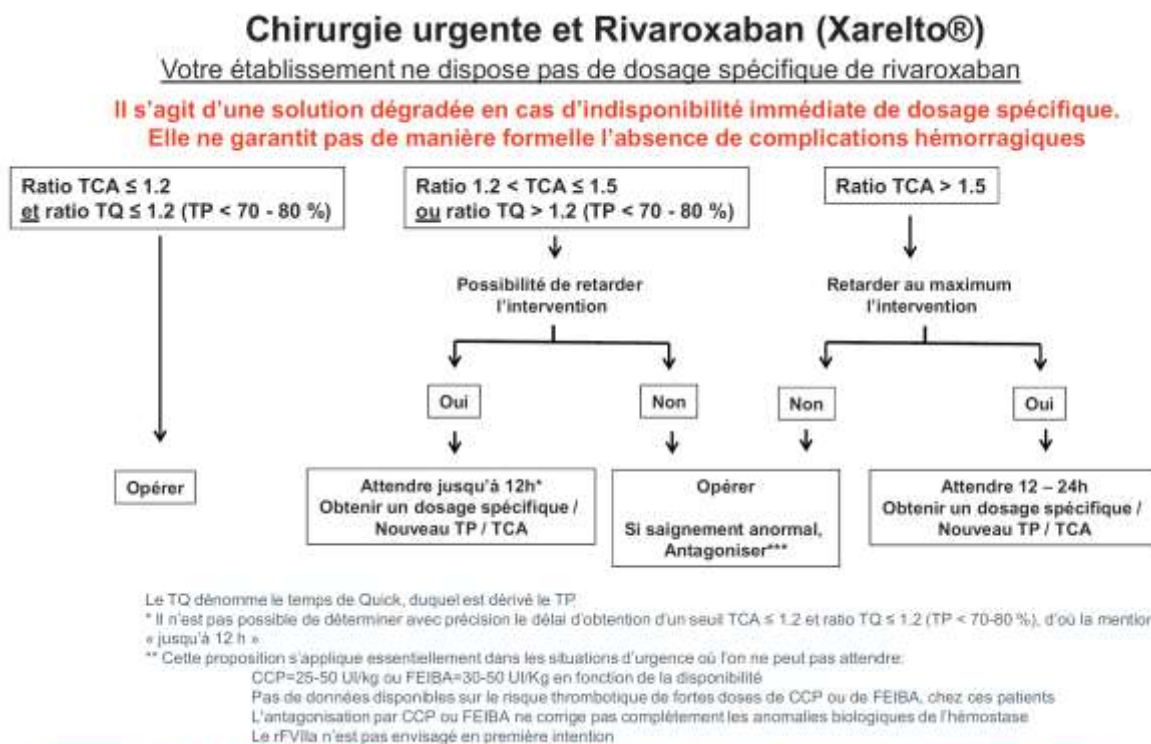 Chirurgie urgente et Rivaroxaban (Xarelto®)
Votre établissement ne dispose pas de dosage spécifique de rivaroxaban
Il s'agit d'une solution dégradée en cas d'indisponibilité immédiate de dosage spécifique.
Elle ne garantit pas de manière formelle l'absence de complications hémorragiques
Ratio TCA ≤ 1.2
et ratio TQ ≤ 1.2 (TP < 70 - 80 %)
Ratio 1.2 < TCA ≤ 1.5
ou ratio TQ > 1.2 (TP < 70 - 80 %)
Ratio TCA > 1.5
Possibilité de retarder
l'intervention
Retarder au maximum
l'intervention
Oui
Non
Non
Oui
Opérer
Attendre jusqu'à 12h*
Obtenir un dosage spécifique /
Nouveau TP / TCA
Opérer
Si saignement anormal,
Antagoniser***
Attendre 12 – 24h
Obtenir un dosage spécifique /
Nouveau TP / TCA
Le TQ dénomme le temps de Quick, duquel est dérivé le TP.
* Il n'est pas possible de déterminer avec précision le délai d'obtention d'un seuil TCA ≤ 1.2 et ratio TQ ≤ 1.2 (TP < 70-80 %), d'où la mention
« jusqu'à 12 h »
** Cette proposition s'applique essentiellement dans les situations d'urgence où l'on ne peut pas attendre:
CCP=25-50 UI/kg ou FEIBA=30-50 UI/Kg en fonction de la disponibilité
Pas de données disponibles sur le risque thrombotique de fortes doses de CCP ou de FEIBA, chez ces patients
L'antagonisation par CCP ou FEIBA ne corrige pas complètement les anomalies biologiques de l'hémostase
Le rFVIIa n'est pas envisagé en première intention